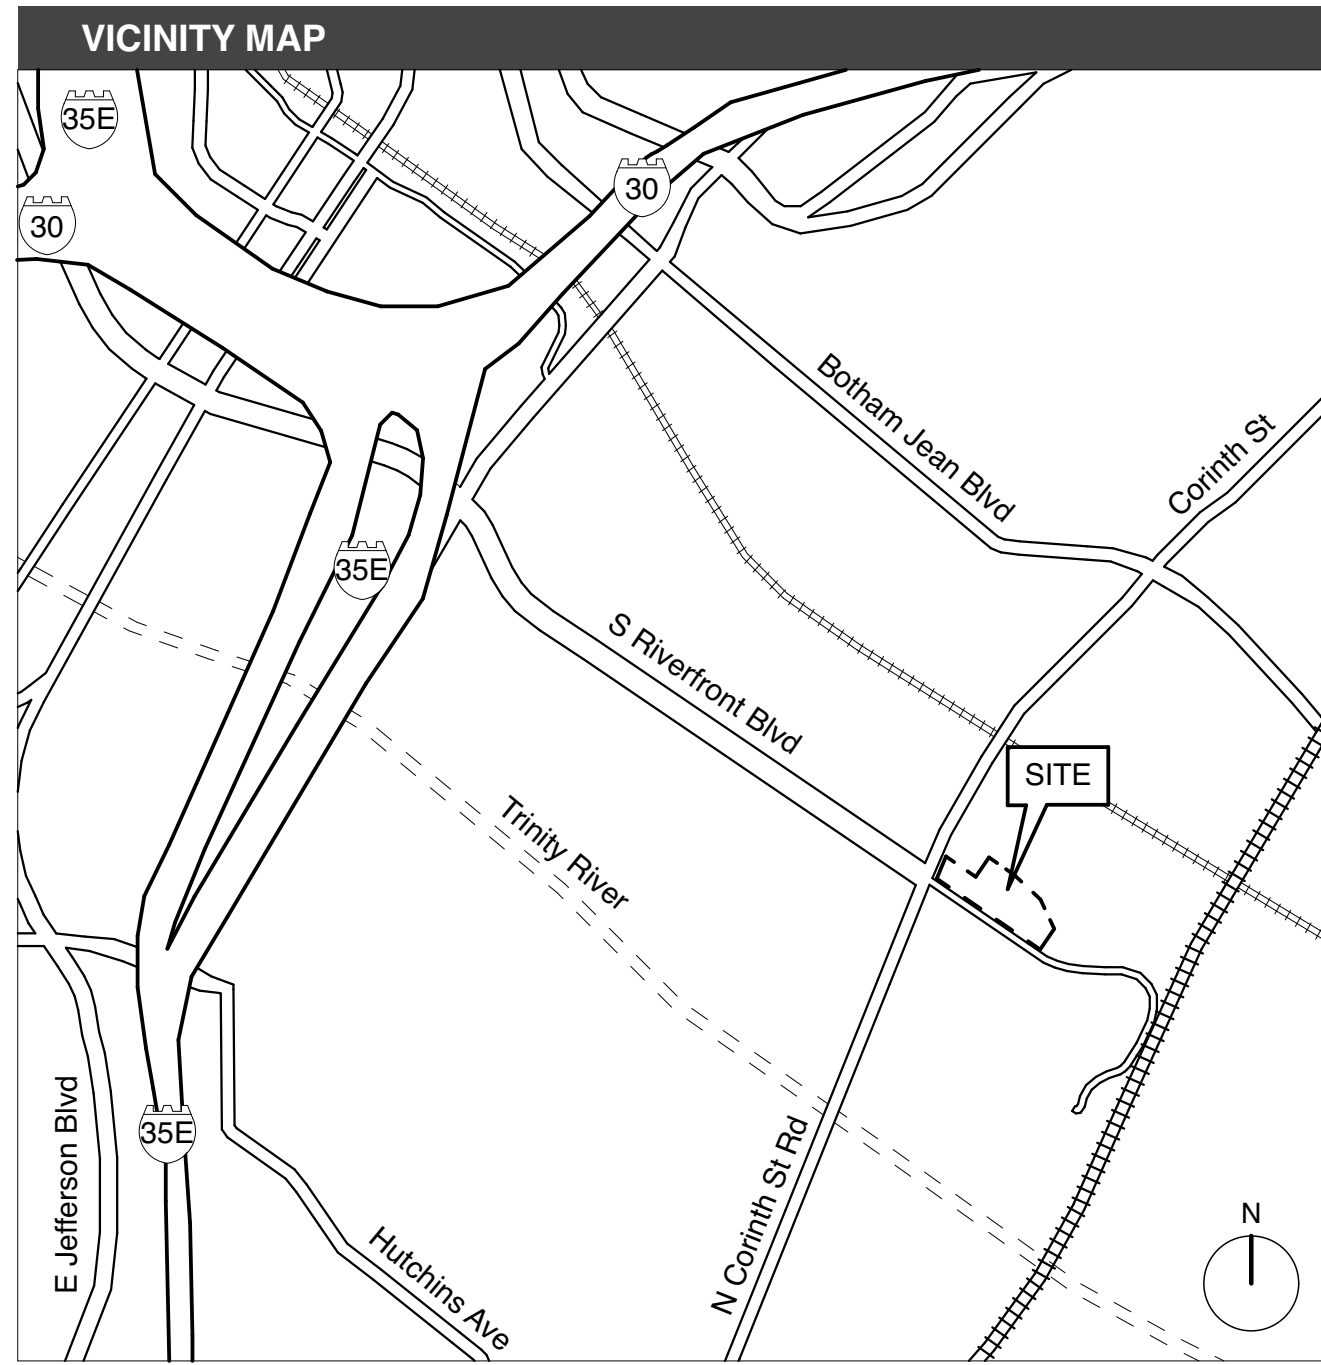 VICINITY MAP
35E
30
30
Botham Jean Blvd
Corinth St
35E
S Riverfront Blvd
SITE
Trinity River
35E
E Jefferson Blvd
N Corinth St Rd
Hutchins Ave
N